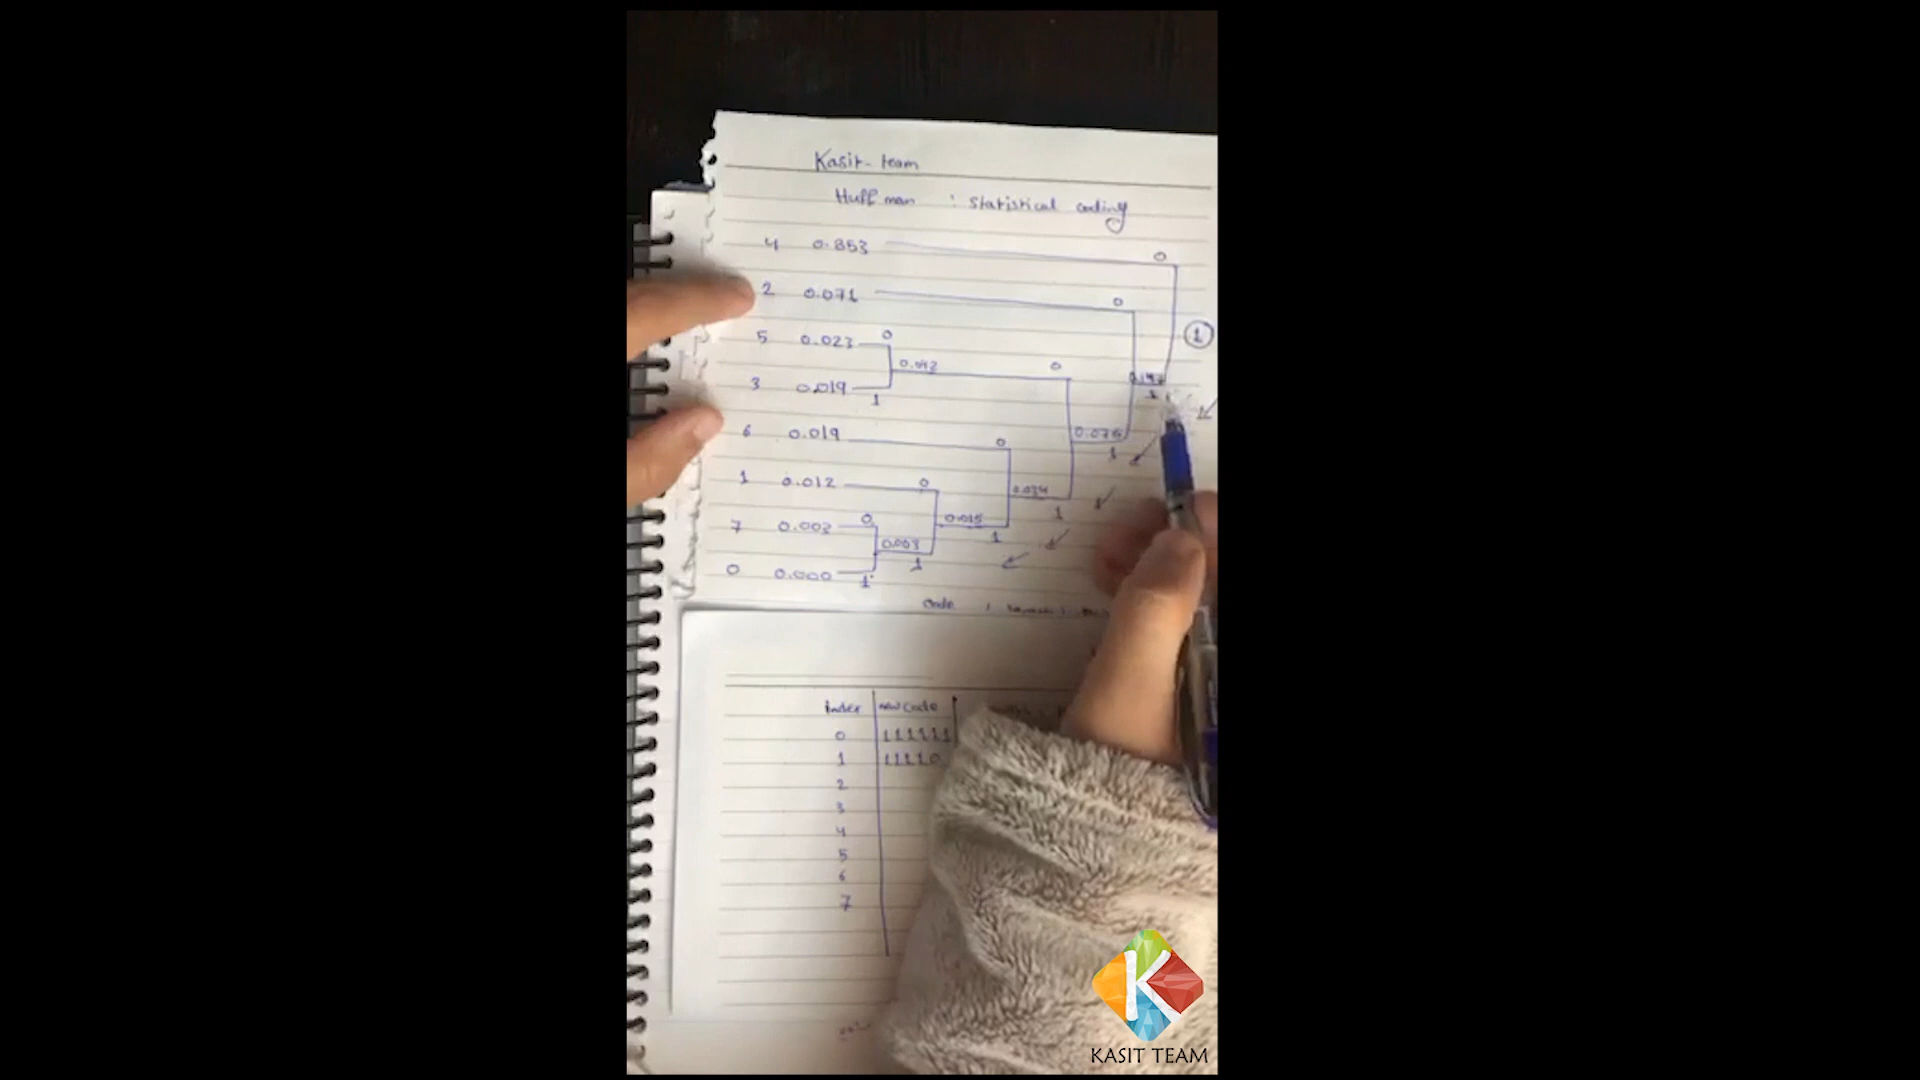 Kasit-team
Huffman : Statistical coding
4 0.853 0
2 0.071 0
1
5 0.023 0
0.042 0
3 0.019 1
1
6 0.019 0
0.076
1
1 0.012 0
0.034
1
7 0.003 0
0.015
1
0.003
1
0 0.000 1
Code
index new code
0 111111
1 11110
2
3
4
5
6
7
KASIT TEAM